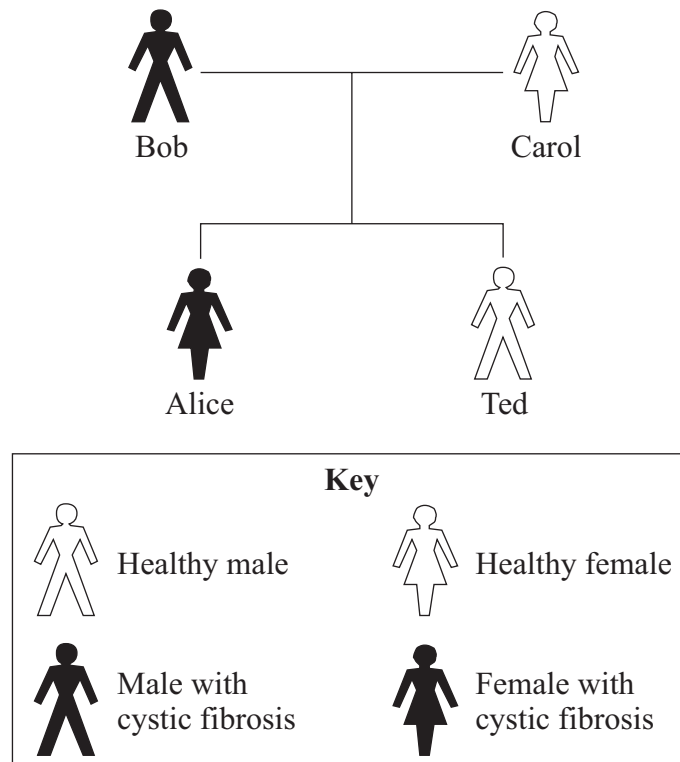 Bob
Carol
Alice
Ted
Key
Healthy male
Healthy female
Male with
cystic fibrosis
Female with
cystic fibrosis